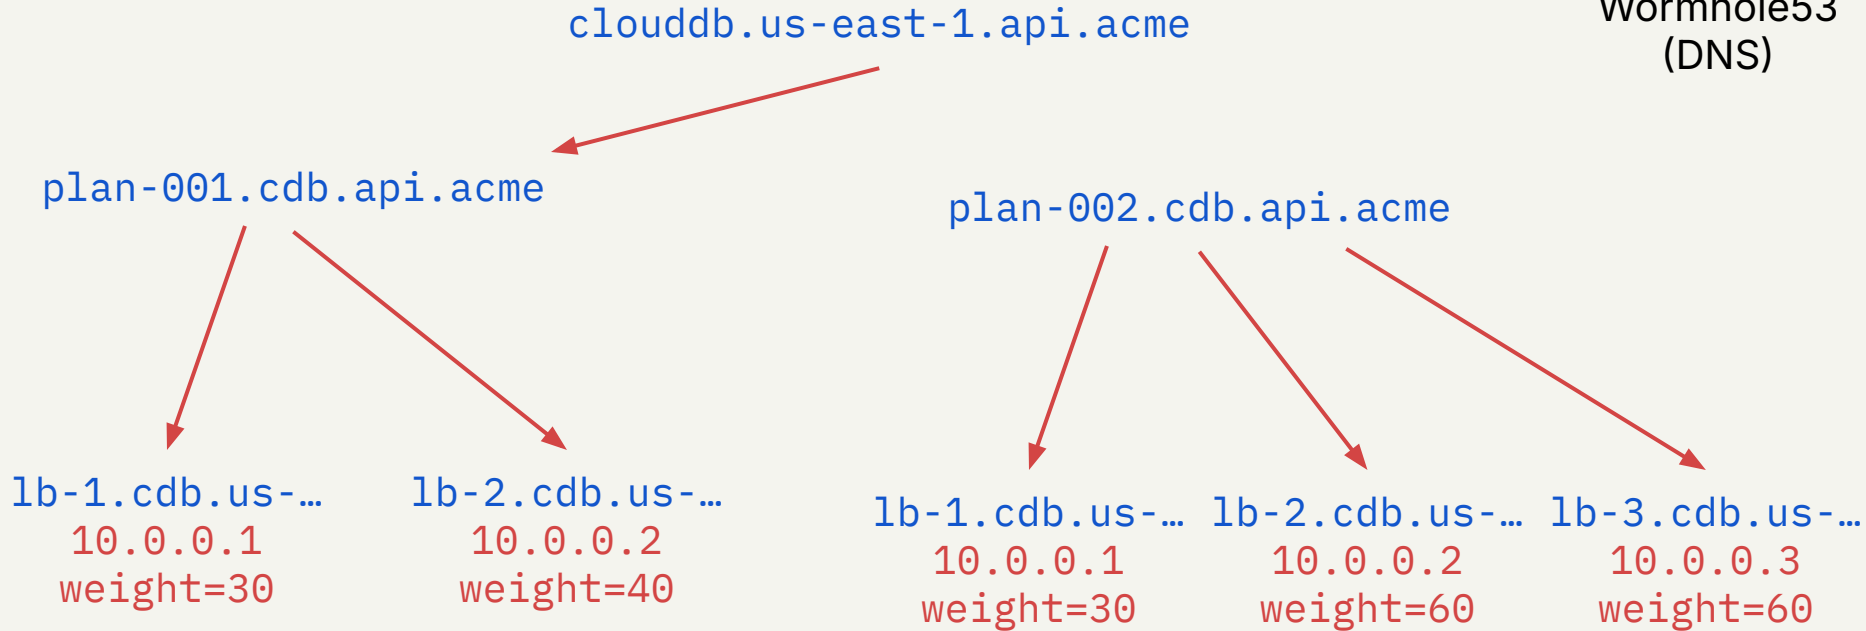 clouddb.us-east-1.api.acme
Wormhole53
(DNS)
plan-001.cdb.api.acme
plan-002.cdb.api.acme
lb-1.cdb.us-…
10.0.0.1
weight=30
lb-2.cdb.us-…
10.0.0.2
weight=40
lb-1.cdb.us-…
10.0.0.1
weight=30
lb-2.cdb.us-…
10.0.0.2
weight=60
lb-3.cdb.us-…
10.0.0.3
weight=60